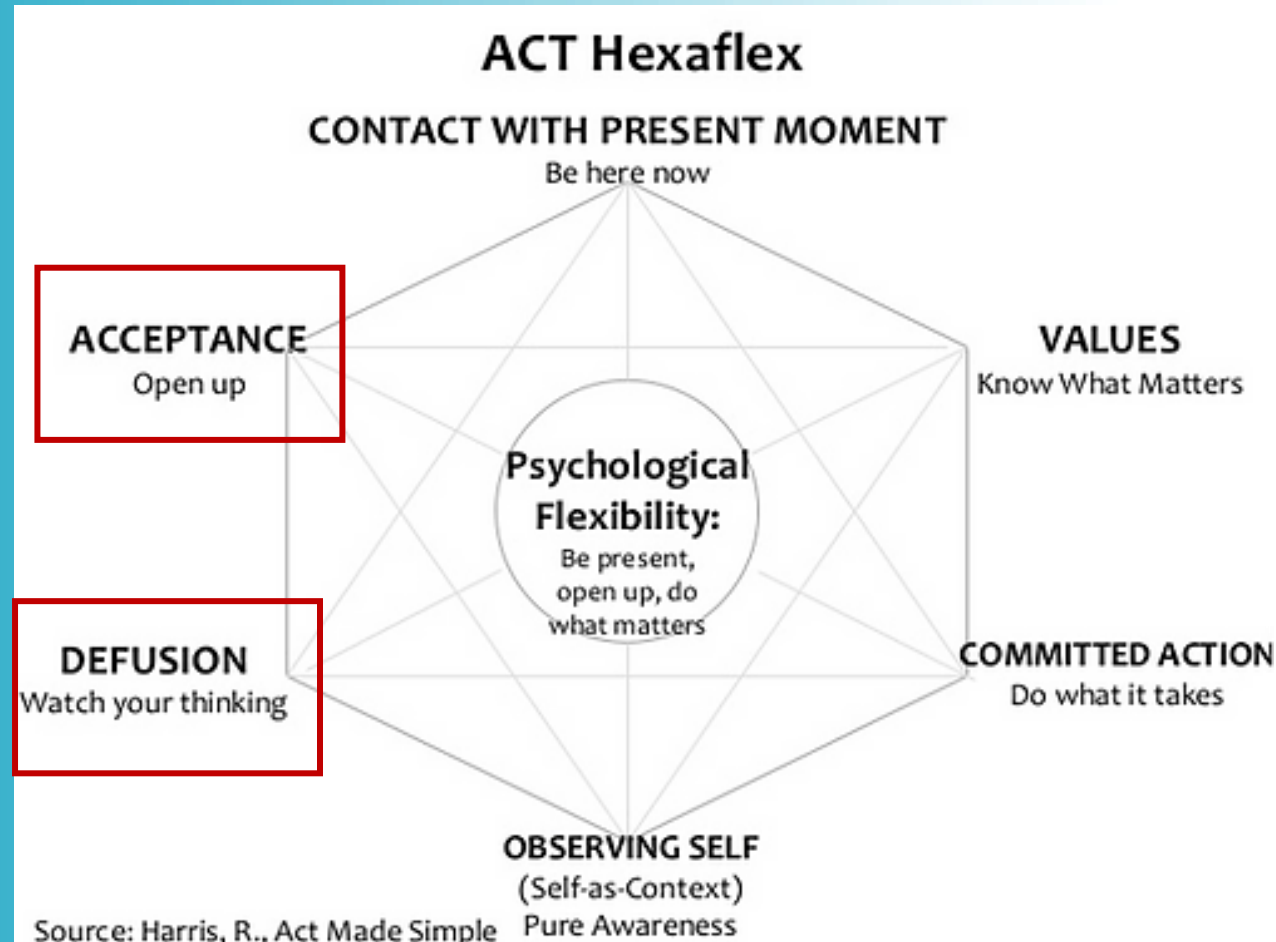 ACT Hexaflex
CONTACT WITH PRESENT MOMENT
Be here now
ACCEPTANCE
Open up
VALUES
Know What Matters
Psychological
Flexibility:
Be present,
open up, do
what matters
DEFUSION
Watch your thinking
COMMITTED ACTION
Do what it takes
OBSERVING SELF
(Self-as-Context)
Pure Awareness
Source: Harris, R., Act Made Simple